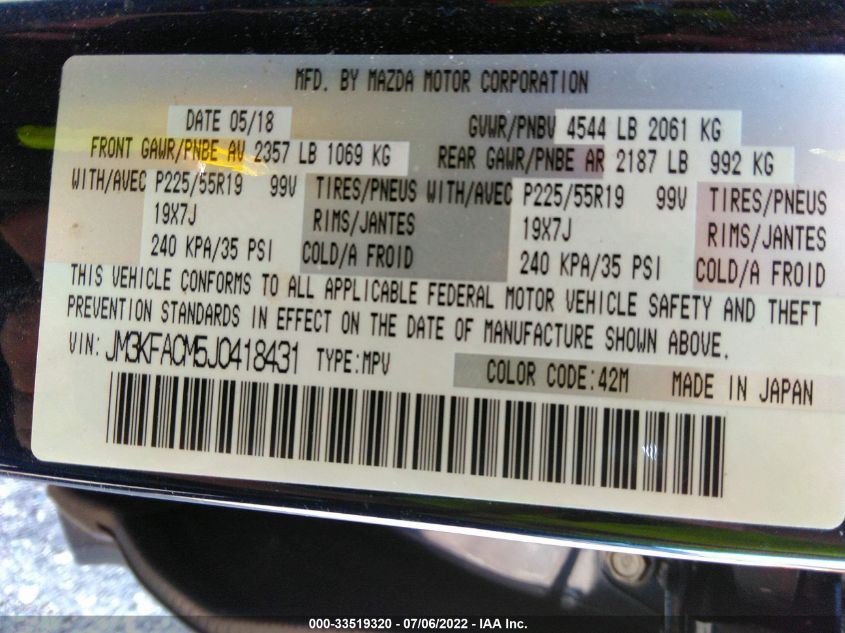 MFD. BY MAZDA MOTOR CORPORATION
DATE 05/18 GVWR/PNBV 4544 LB 2061 KG
FRONT GAWR/PNBE AV 2357 LB 1069 KG REAR GAWR/PNBE AR 2187 LB 992 KG
WITH/AVEC P225/55R19 99V TIRES/PNEUS WITH/AVEC P225/55R19 99V TIRES/PNEUS
19X7J RIMS/JANTES 19X7J RIMS/JANTES
240 KPA/35 PSI COLD/A FROID 240 KPA/35 PSI COLD/A FROID
THIS VEHICLE CONFORMS TO ALL APPLICABLE FEDERAL MOTOR VEHICLE SAFETY AND THEFT
PREVENTION STANDARDS IN EFFECT ON THE DATE OF MANUFACTURE SHOWN ABOVE.
VIN: JM3KFACM5J0418431 TYPE:MPV
COLOR CODE:42M MADE IN JAPAN
000-33519320 - 07/06/2022 - IAA Inc.